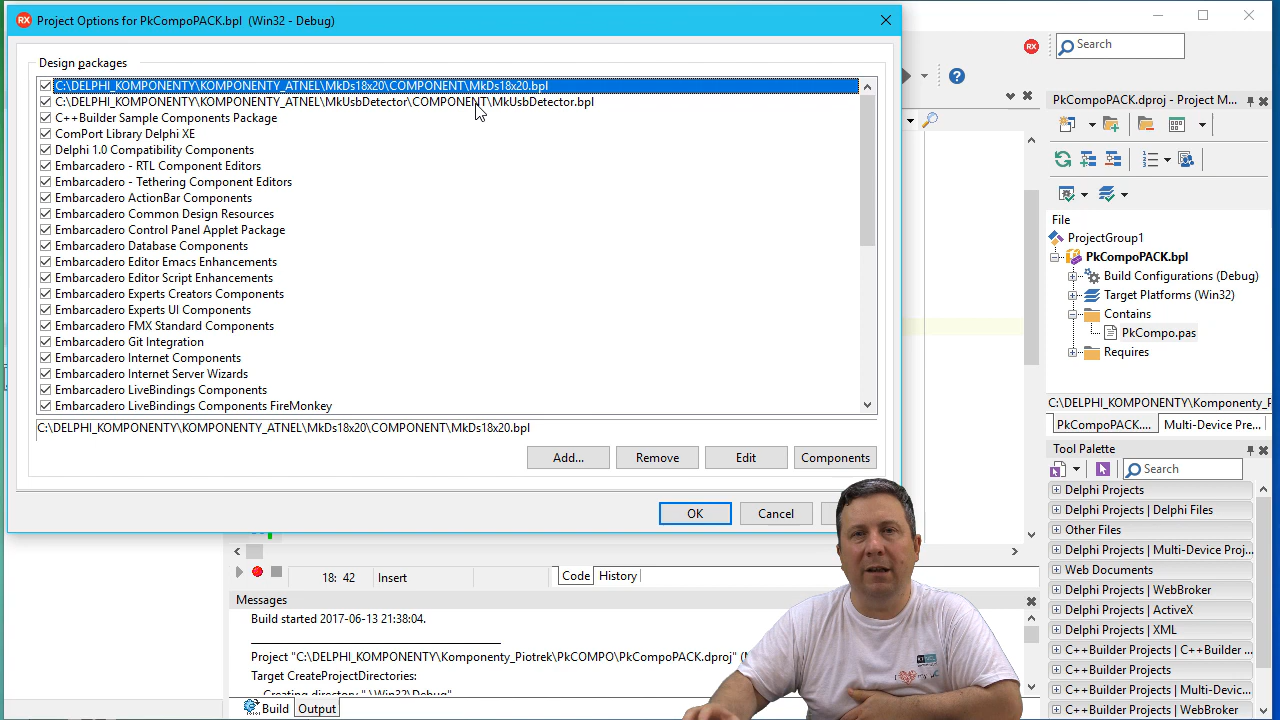 RX Project Options for PkCompoPACK.bpl (Win32 - Debug)
Design packages
C:\DELPHI_KOMPONENTY\KOMPONENTY_ATNEL\MkDs18x20\COMPONENT\MkDs18x20.bpl
C:\DELPHI_KOMPONENTY\KOMPONENTY_ATNEL\MkUsbDetector\COMPONENT\MkUsbDetector.bpl
C++Builder Sample Components Package
ComPort Library Delphi XE
Delphi 1.0 Compatibility Components
Embarcadero - RTL Component Editors
Embarcadero - Tethering Component Editors
Embarcadero ActionBar Components
Embarcadero Common Design Resources
Embarcadero Control Panel Applet Package
Embarcadero Database Components
Embarcadero Editor Emacs Enhancements
Embarcadero Editor Script Enhancements
Embarcadero Experts Creators Components
Embarcadero Experts UI Components
Embarcadero FMX Standard Components
Embarcadero Git Integration
Embarcadero Internet Components
Embarcadero Internet Server Wizards
Embarcadero LiveBindings Components
Embarcadero LiveBindings Components FireMonkey
C:\DELPHI_KOMPONENTY\KOMPONENTY_ATNEL\MkDs18x20\COMPONENT\MkDs18x20.bpl
Add... Remove Edit Components
OK Cancel
RX Search
PkCompoPACK.dproj - Project M...
File
ProjectGroup1
PkCompoPACK.bpl
Build Configurations (Debug)
Target Platforms (Win32)
Contains
PkCompo.pas
Requires
C:\DELPHI_KOMPONENTY\Komponenty_P
PkCompoPACK.... Multi-Device Pre...
Tool Palette
Search
Delphi Projects
Delphi Projects | Delphi Files
Other Files
Delphi Projects | Multi-Device Proj...
Web Documents
Delphi Projects | WebBroker
Delphi Projects | ActiveX
Delphi Projects | XML
C++Builder Projects | C++Builder ...
C++Builder Projects
C++Builder Projects | Multi-Devic...
C++Builder Projects | WebBroker
18: 42 Insert Code History
Messages
Build started 2017-06-13 21:38:04.
Project "C:\DELPHI_KOMPONENTY\Komponenty_Piotrek\PkCOMPO\PkCompoPACK.dproj" (
Target CreateProjectDirectories:
Creating directory ".\Win32\Debug"
Build Output